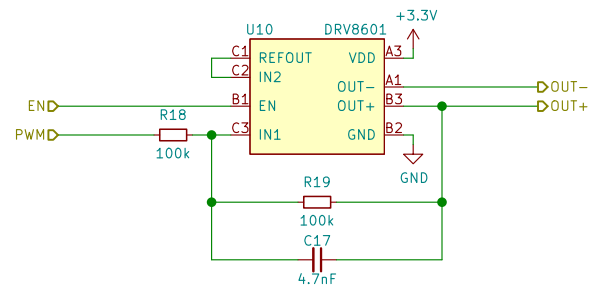 +3.3V
U10 DRV8601
C1 REFOUT VDD A3
C2 IN2
OUT- A1 OUT-
EN B1 EN OUT+ B3 OUT+
R18
PWM C3 IN1 GND B2
100k
GND
R19
100k
C17
4.7nF